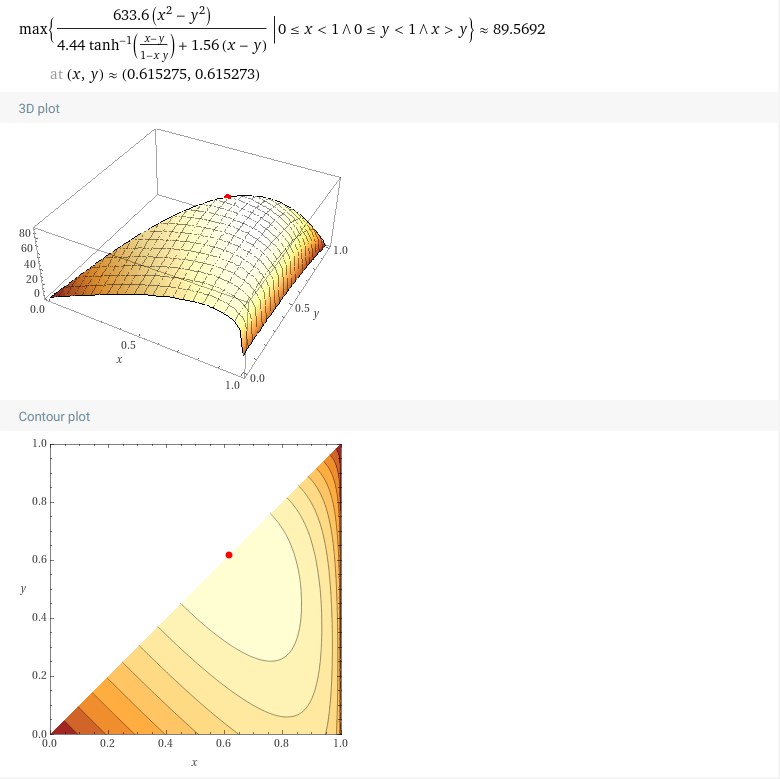 max{ 633.6 (x² − y²) / (4.44 tanh⁻¹((x−y)/(1−x y)) + 1.56 (x − y)) | 0 ≤ x < 1 ∧ 0 ≤ y < 1 ∧ x > y} ≈ 89.5692
at (x, y) ≈ (0.615275, 0.615273)
3D plot
80
60
40
20
0
0.0
0.5
x
1.0
0.0
0.5
y
1.0
Contour plot
1.0
0.8
0.6
y
0.4
0.2
0.0
0.0 0.2 0.4 0.6 0.8 1.0
x